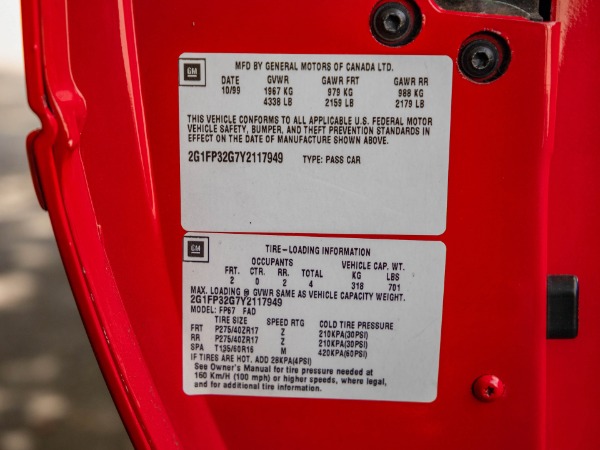 GM
MFD BY GENERAL MOTORS OF CANADA LTD.
DATE GVWR GAWR FRT GAWR RR
10/99 1967 KG 979 KG 988 KG
4338 LB 2159 LB 2179 LB
THIS VEHICLE CONFORMS TO ALL APPLICABLE U.S. FEDERAL MOTOR
VEHICLE SAFETY, BUMPER, AND THEFT PREVENTION STANDARDS IN
EFFECT ON THE DATE OF MANUFACTURE SHOWN ABOVE.
2G1FP32G7Y2117949 TYPE: PASS CAR
GM
TIRE-LOADING INFORMATION
OCCUPANTS VEHICLE CAP. WT.
FRT. CTR. RR. TOTAL KG LBS
2 0 2 4 318 701
MAX. LOADING @ GVWR SAME AS VEHICLE CAPACITY WEIGHT.
2G1FP32G7Y2117949
MODEL: FP67 FAD
TIRE SIZE SPEED RTG COLD TIRE PRESSURE
FRT P275/40ZR17 Z 210KPA(30PSI)
RR P275/40ZR17 Z 210KPA(30PSI)
SPA T135/60R16 M 420KPA(60PSI)
IF TIRES ARE HOT, ADD 28KPA(4PSI)
See Owner's Manual for tire pressure needed at
160 Km/H (100 mph) or higher speeds, where legal,
and for additional information.